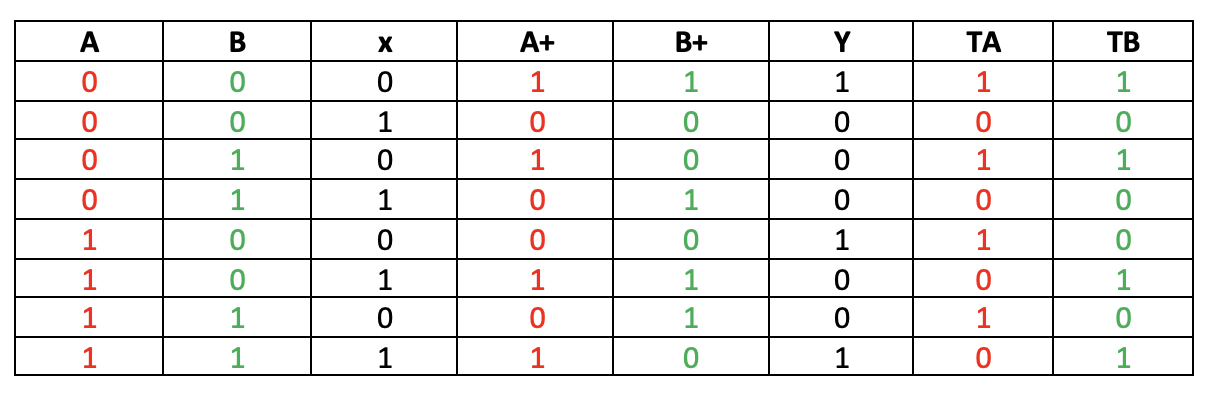 A B x A+ B+ Y TA TB
0 0 0 1 1 1 1 1
0 0 1 0 0 0 0 0
0 1 0 1 0 0 1 1
0 1 1 0 1 0 0 0
1 0 0 0 0 1 1 0
1 0 1 1 1 0 0 1
1 1 0 0 1 0 1 0
1 1 1 1 0 1 0 1